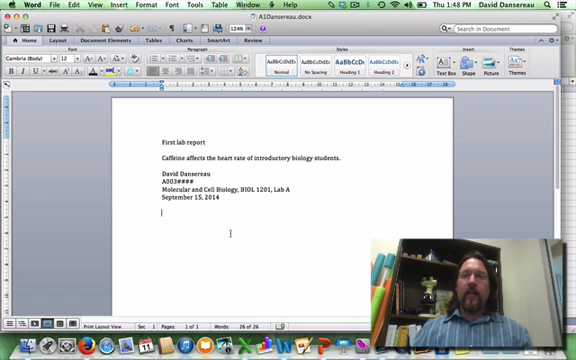 Word File Edit View Insert Format Font Tools Table Window Help
Thu 1:48 PM David Dansereau
A1Dansereau.docx
124%
Search in Document
Home Layout Document Elements Tables Charts SmartArt Review
Font Paragraph Styles Insert Themes
Cambria (Body) 12
AaBbCcDdEe AaBbCcDdEe AaBbCcDd AaBbCcDdEe
Normal No Spacing Heading 1 Heading 2 Text Box Shape Picture Themes
First lab report
Caffeine affects the heart rate of introductory biology students.
David Dansereau
A003####
Molecular and Cell Biology, BIOL 1201, Lab A
September 15, 2014
Print Layout View Sec 1 Pages: 1 of 1 Words: 26 of 26